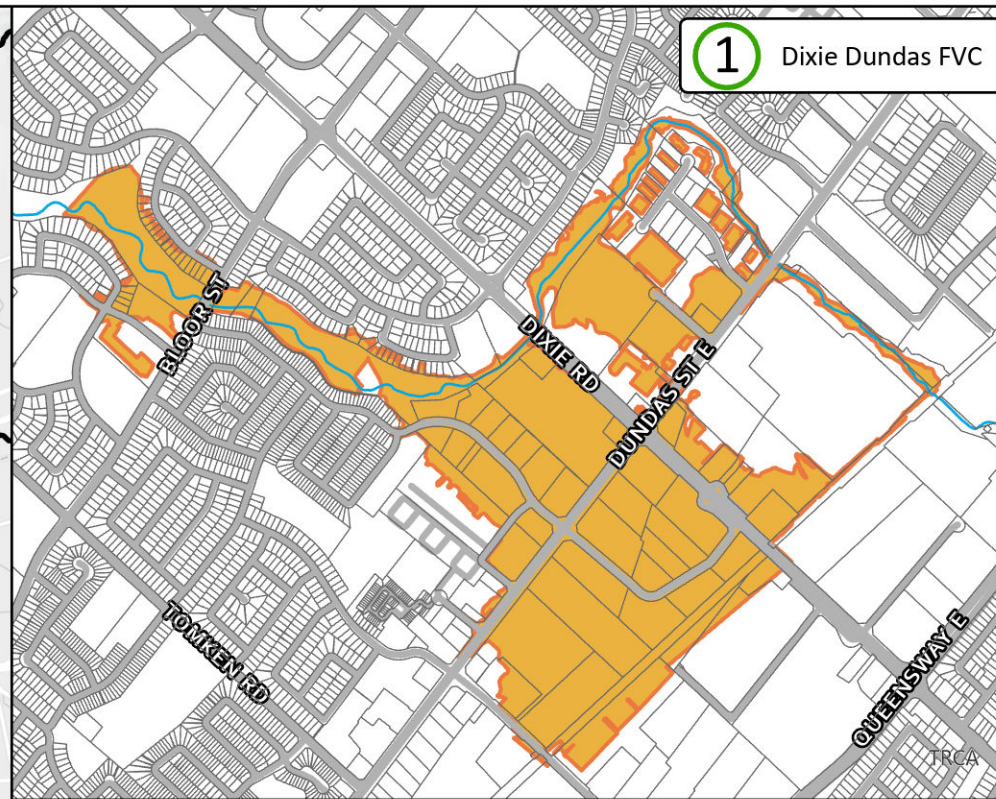 1 Dixie Dundas FVC
BLOOR ST
DIXIE RD
DUNDAS ST E
TOMKEN RD
QUEENSWAY E
TRCA